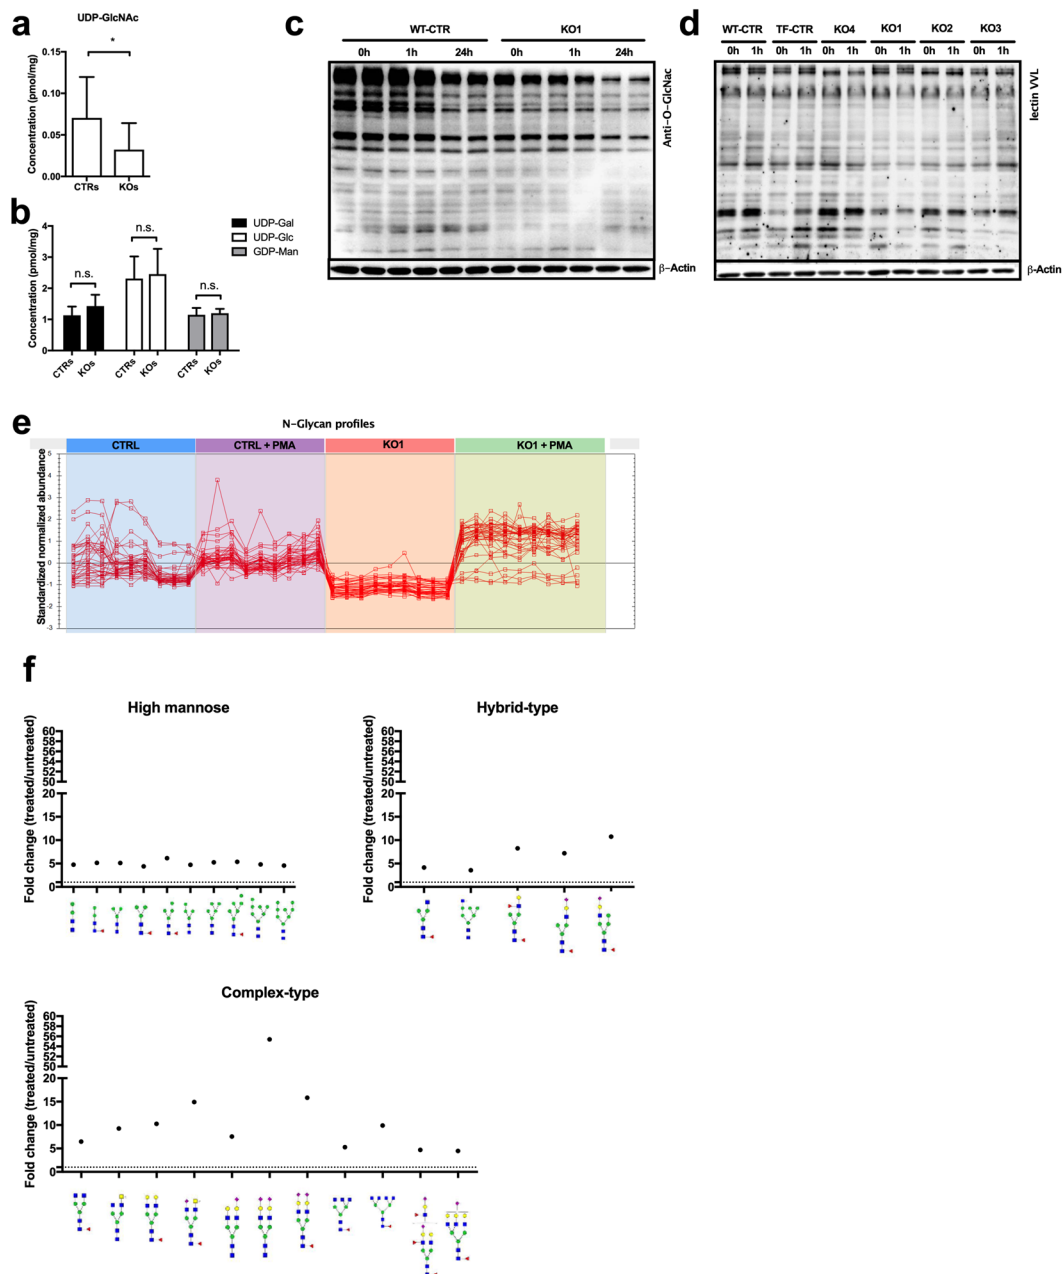 a
UDP-GlcNAc
*
Concentration (pmol/mg)
0.15
0.10
0.05
0.00
CTRs
KOs
b
UDP-Gal
UDP-Glc
GDP-Man
n.s.
n.s.
n.s.
Concentration (pmol/mg)
4
3
2
1
0
CTRs
KOs
CTRs
KOs
CTRs
KOs
c
WT-CTR KO1
0h 1h 24h 0h 1h 24h
Anti-O-GlcNac
β-Actin
d
WT-CTR TF-CTR KO4 KO1 KO2 KO3
0h 1h 0h 1h 0h 1h 0h 1h 0h 1h 0h 1h
lectin VVL
β-Actin
e
N-Glycan profiles
CTRL CTRL + PMA KO1 KO1 + PMA
Standardized normalized abundance
5
4
3
2
1
0
-1
-2
-3
f
High mannose
Fold change (treated/untreated)
60
58
56
54
52
50
20
15
10
5
0
Hybrid-type
Fold change (treated/untreated)
60
58
56
54
52
50
20
15
10
5
0
Complex-type
Fold change (treated/untreated)
60
58
56
54
52
50
20
15
10
5
0